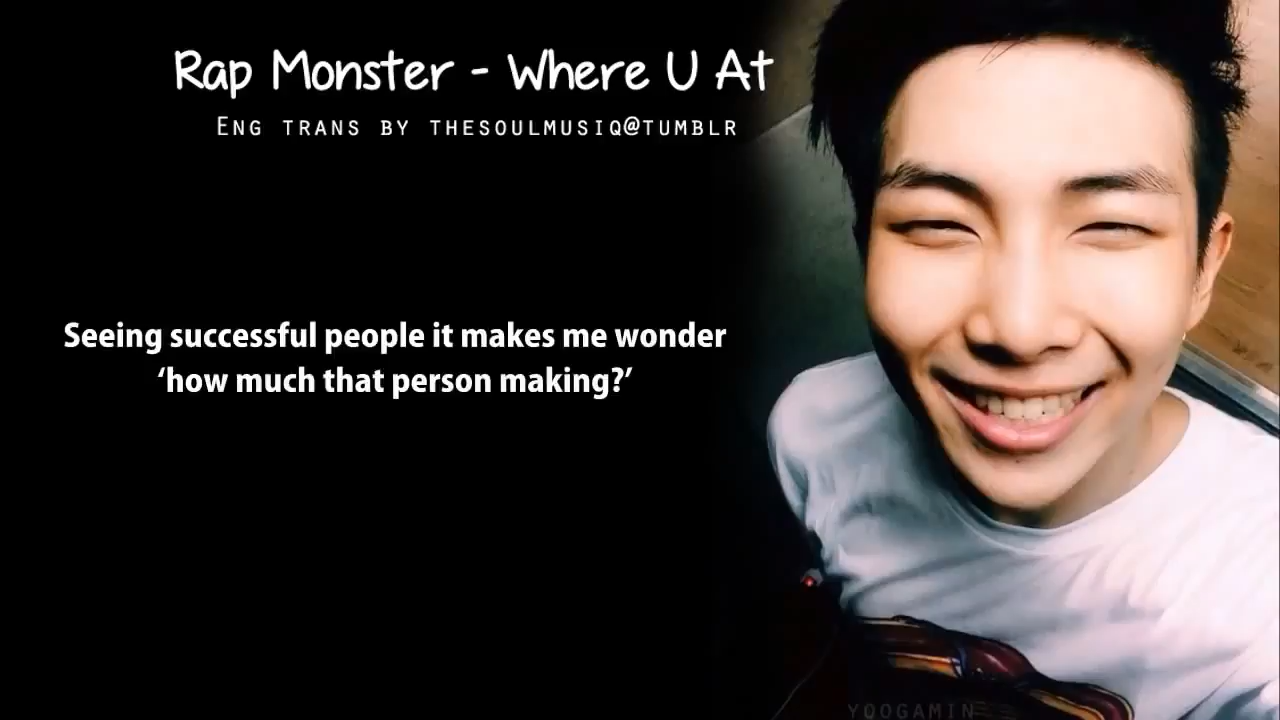 Rap Monster - Where U At
Eng trans by thesoulmusiq@tumblr
Seeing successful people it makes me wonder
‘how much that person making?’
YOOGAMIN